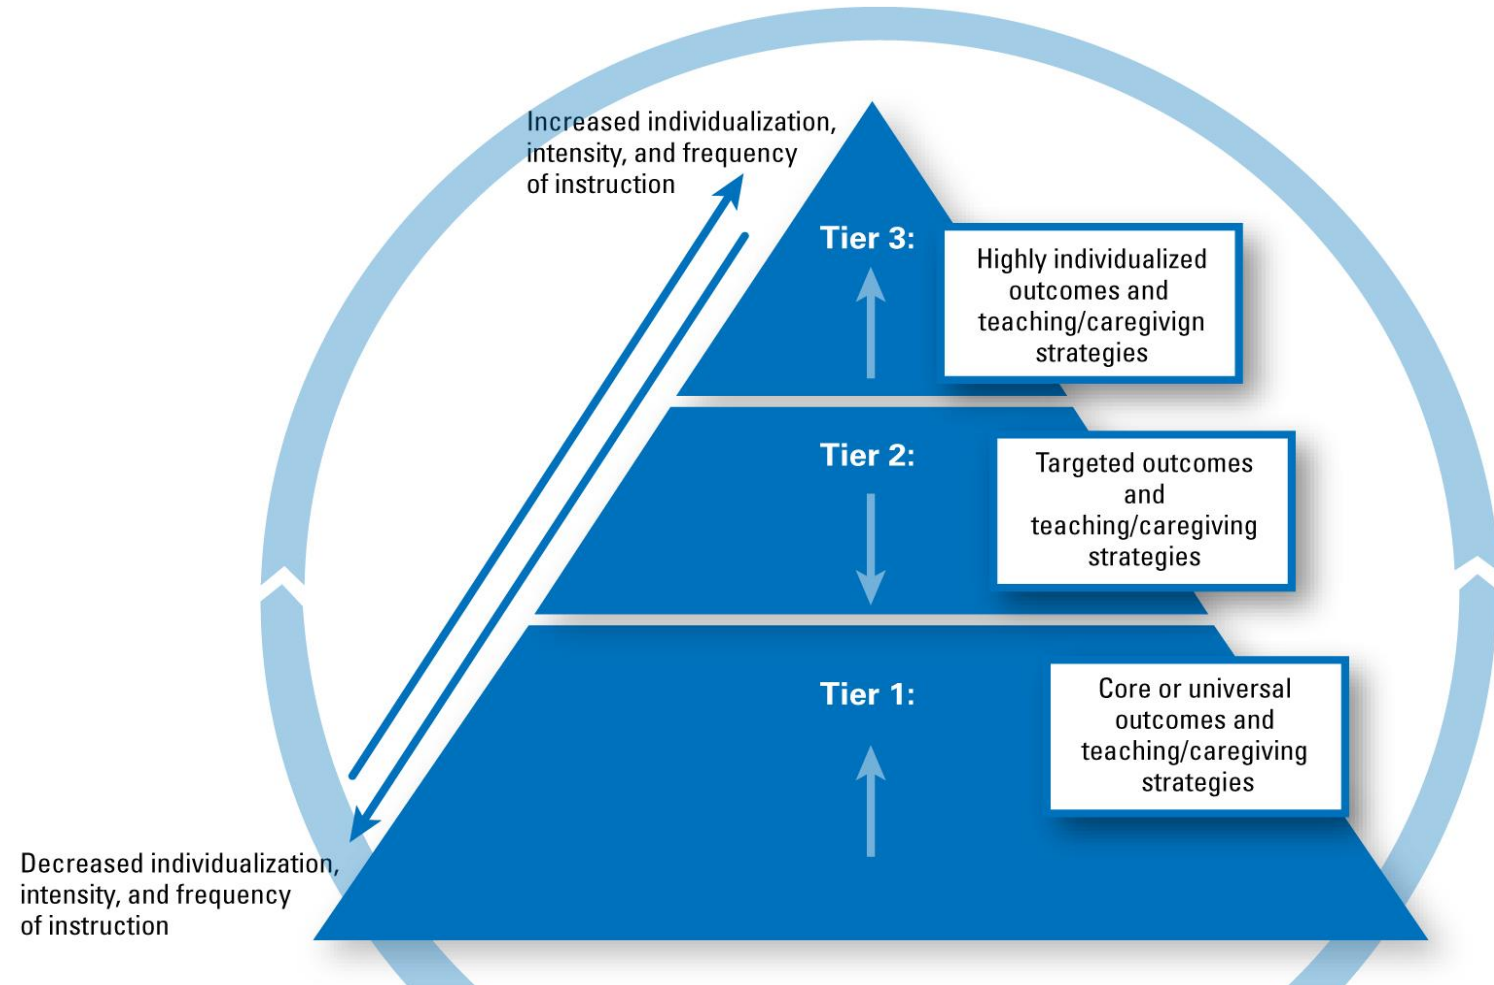 Increased individualization,
intensity, and frequency
of instruction
Tier 3:
Highly individualized
outcomes and
teaching/caregivign
strategies
Tier 2:
Targeted outcomes
and
teaching/caregiving
strategies
Tier 1:
Core or universal
outcomes and
teaching/caregiving
strategies
Decreased individualization,
intensity, and frequency
of instruction